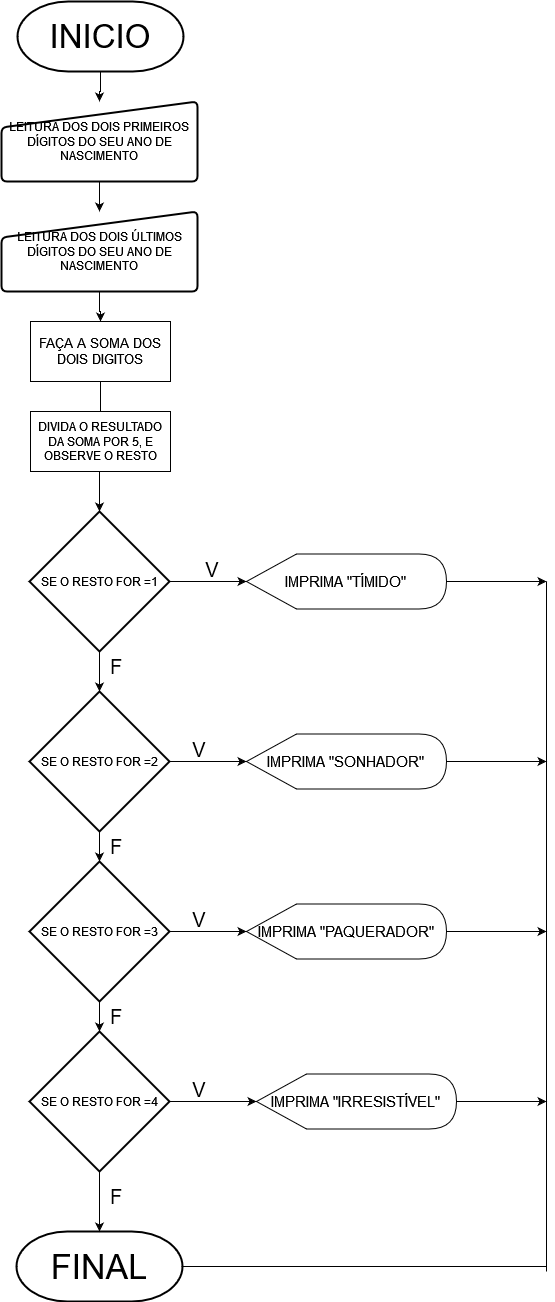 INICIO
LEITURA DOS DOIS PRIMEIROS
DÍGITOS DO SEU ANO DE
NASCIMENTO
LEITURA DOS DOIS ÚLTIMOS
DÍGITOS DO SEU ANO DE
NASCIMENTO
FAÇA A SOMA DOS
DOIS DIGITOS
DIVIDA O RESULTADO
DA SOMA POR 5, E
OBSERVE O RESTO
SE O RESTO FOR =1
V
IMPRIMA "TÍMIDO"
F
SE O RESTO FOR =2
V
IMPRIMA "SONHADOR"
F
SE O RESTO FOR =3
V
IMPRIMA "PAQUERADOR"
F
SE O RESTO FOR =4
V
IMPRIMA "IRRESISTÍVEL"
F
FINAL